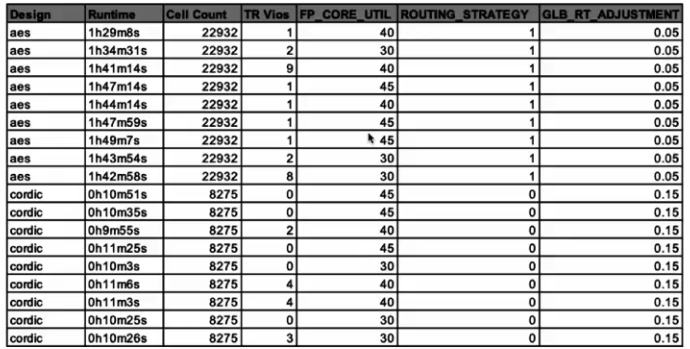 Design Runtime Cell Count TR Vios FP_CORE_UTIL ROUTING_STRATEGY GLB_RT_ADJUSTMENT
aes 1h29m8s 22932 1 40 1 0.05
aes 1h34m31s 22932 2 30 1 0.05
aes 1h41m14s 22932 9 40 1 0.05
aes 1h47m14s 22932 1 45 1 0.05
aes 1h44m14s 22932 1 40 1 0.05
aes 1h47m59s 22932 1 45 1 0.05
aes 1h49m7s 22932 1 45 1 0.05
aes 1h43m54s 22932 2 30 1 0.05
aes 1h42m58s 22932 8 30 1 0.05
cordic 0h10m51s 8275 0 45 0 0.15
cordic 0h10m35s 8275 0 45 0 0.15
cordic 0h9m55s 8275 2 40 0 0.15
cordic 0h11m25s 8275 0 45 0 0.15
cordic 0h10m3s 8275 0 30 0 0.15
cordic 0h11m6s 8275 4 40 0 0.15
cordic 0h11m3s 8275 4 40 0 0.15
cordic 0h10m25s 8275 0 30 0 0.15
cordic 0h10m26s 8275 3 30 0 0.15